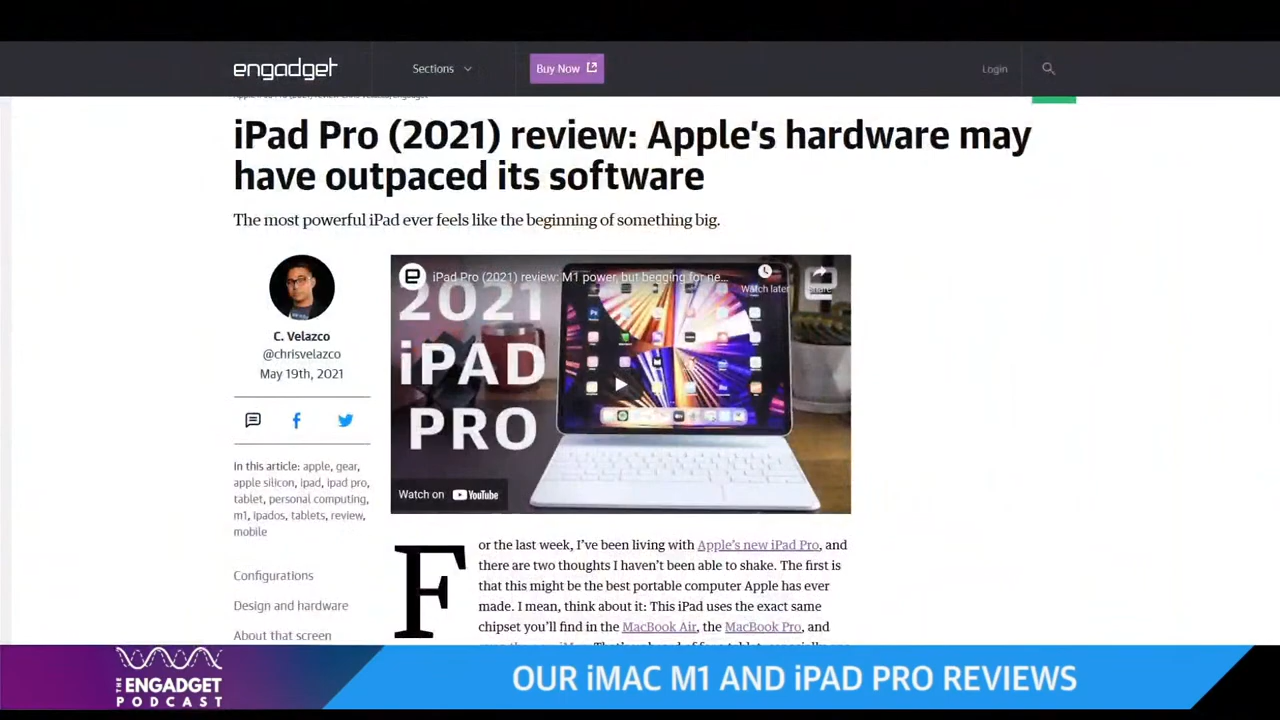 engadget
Sections
Buy Now
Login
iPad Pro (2021) review: Apple's hardware may
have outpaced its software
The most powerful iPad ever feels like the beginning of something big.
C. Velazco
@chrisvelazco
May 19th, 2021
In this article: apple, gear,
apple silicon, ipad, ipad pro,
tablet, personal computing,
m1, ipados, tablets, review,
mobile
Configurations
Design and hardware
About that screen
iPad Pro (2021) review: M1 power, but begging for ne...
Watch later
Share
2021
iPAD
PRO
Watch on YouTube
For the last week, I've been living with Apple's new iPad Pro, and
there are two thoughts I haven't been able to shake. The first is
that this might be the best portable computer Apple has ever
made. I mean, think about it: This iPad uses the exact same
chipset you'll find in the MacBook Air, the MacBook Pro, and
THE
ENGADGET
PODCAST
OUR iMAC M1 AND iPAD PRO REVIEWS